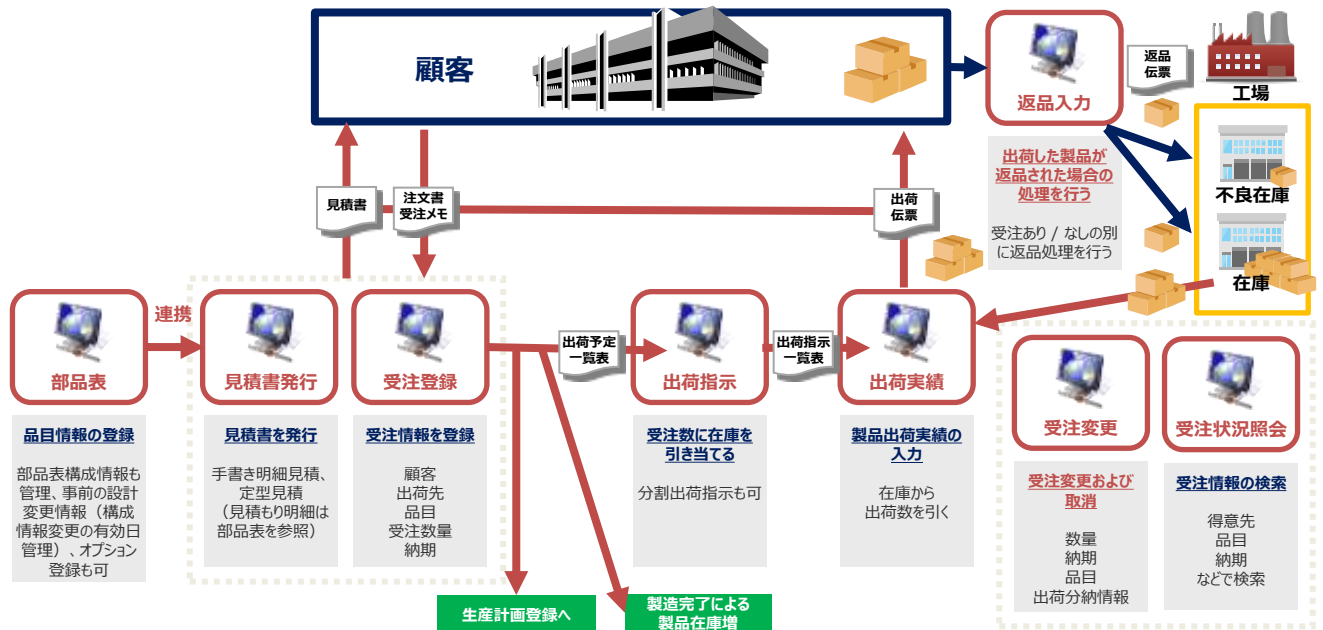 顧客
返品入力
返品
伝票
工場
出荷した製品が
返品された場合の
処理を行う
受注あり / なしの別
に返品処理を行う
不良在庫
在庫
見積書
注文書
受注メモ
出荷
伝票
部品表
連携
見積書発行
受注登録
出荷予定
一覧表
出荷指示
出荷指示
一覧表
出荷実績
品目情報の登録
部品表構成情報も
管理、事前の設計
変更情報（構成
情報変更の有効日
管理）、オプション
登録も可
見積書を発行
手書き明細見積、
定型見積
（見積もり明細は
部品表を参照）
受注情報を登録
顧客
出荷先
品目
受注数量
納期
受注数に在庫を
引き当てる
分割出荷指示も可
製品出荷実績の
入力
在庫から
出荷数を引く
受注変更
受注変更および
取消
数量
納期
品目
出荷分納情報
受注状況照会
受注情報の検索
得意先
品目
納期
などで検索
生産計画登録へ
製造完了による
製品在庫増